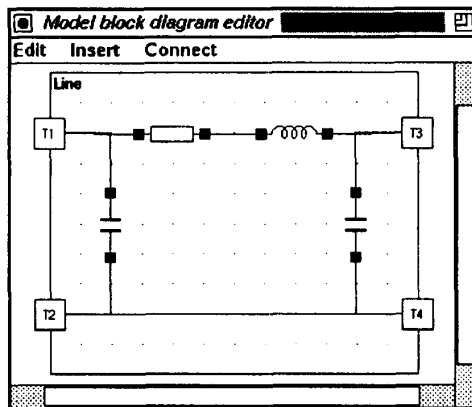 Model block diagram editor
Edit Insert Connect
Line
T1
T3
T2
T4